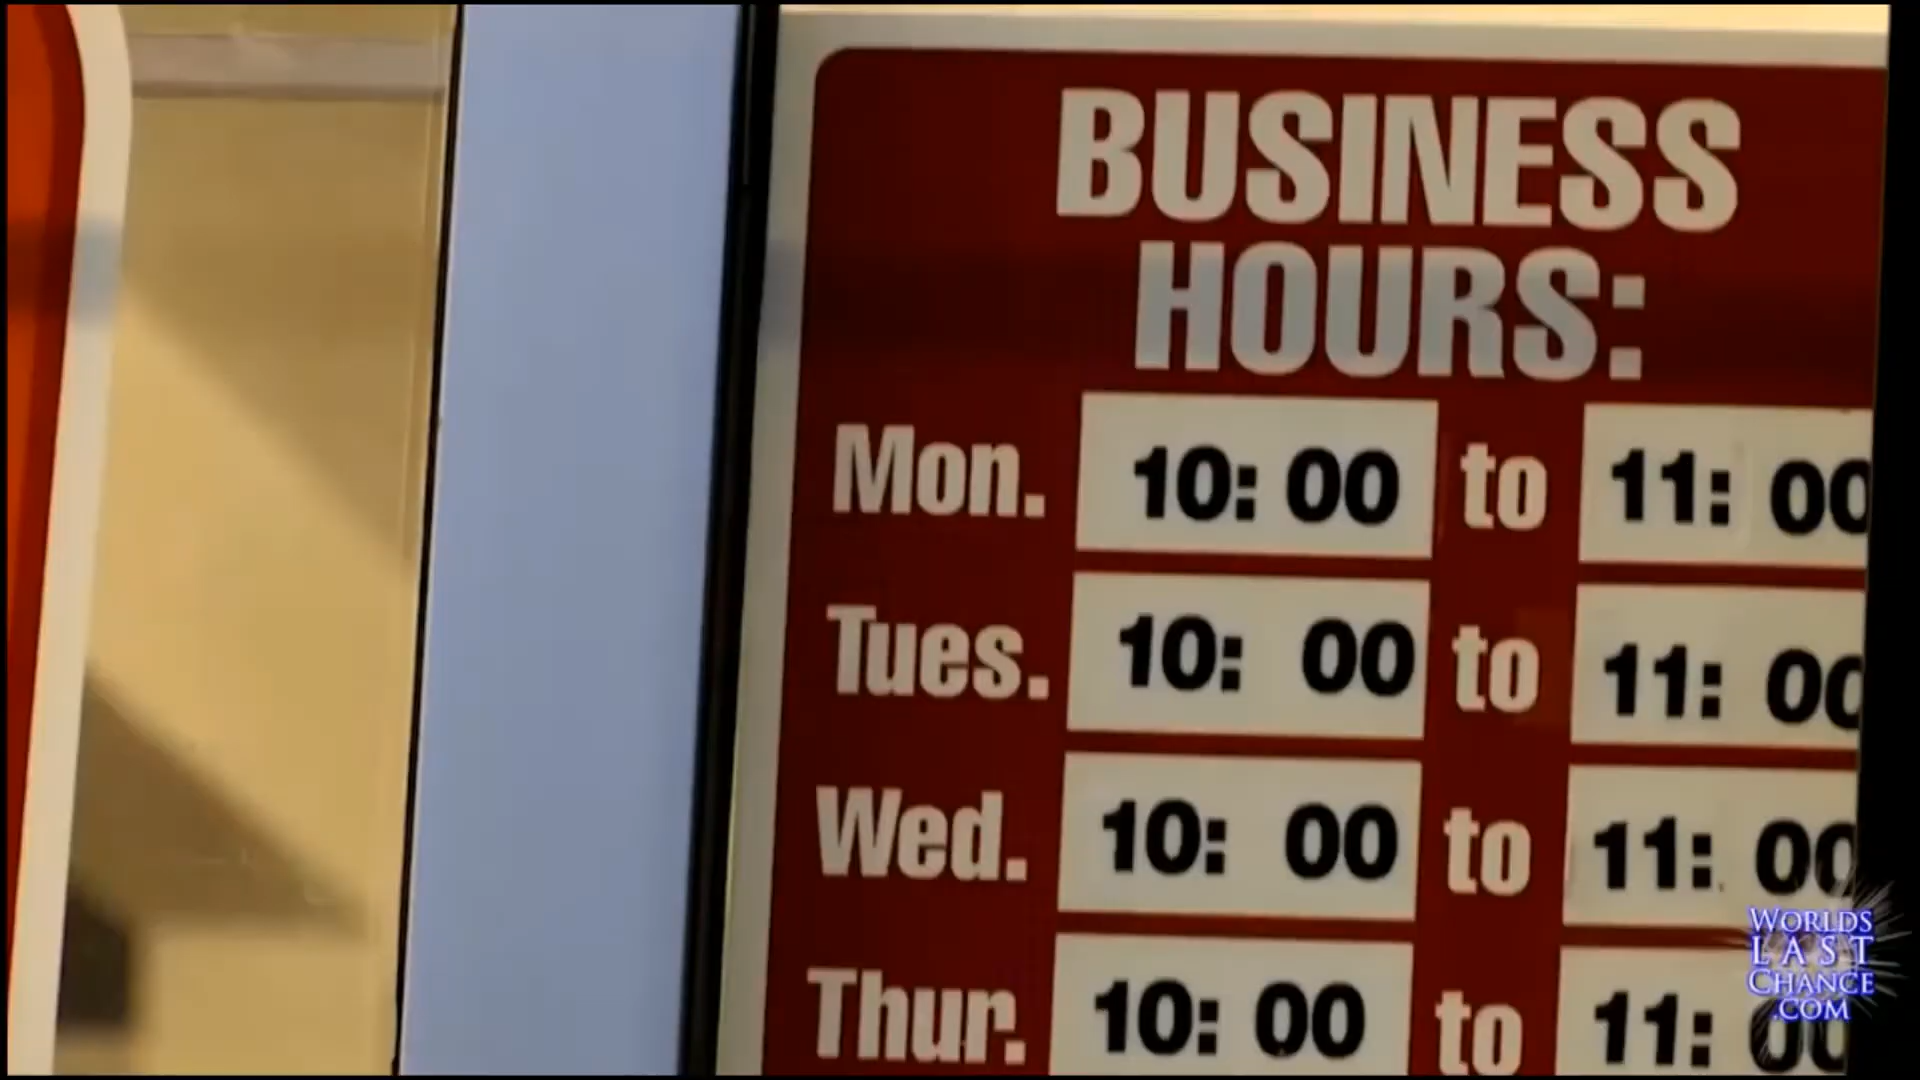 BUSINESS
HOURS:
Mon. 10: 00 to 11: 00
Tues. 10: 00 to 11: 00
Wed. 10: 00 to 11: 00
Thur. 10: 00 to 11: 00
WORLDS
LAST
CHANCE
.COM